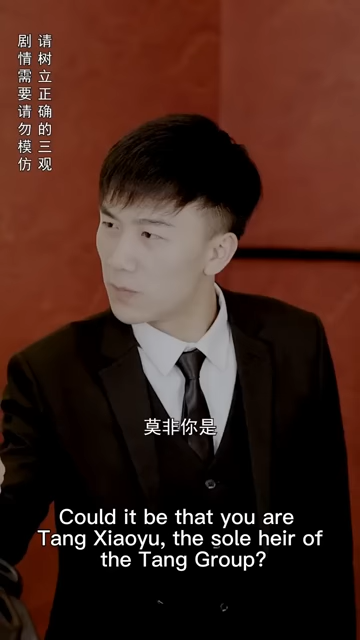 请树立正确的三观
剧情需要请勿模仿
莫非你是
Could it be that you are
Tang Xiaoyu, the sole heir of
the Tang Group?